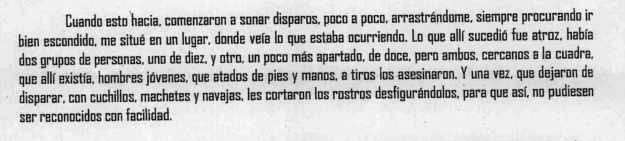 Cuando esto hacia, comenzaron a sonar disparos, poco a poco, arrastrándome, siempre procurando ir
bien escondido, me situé en un lugar, donde veía lo que estaba ocurriendo. Lo que allí sucedió fue atroz, había
dos grupos de personas, uno de diez, y otro, un poco más apartado, de doce, pero ambos, cercanos a la cuadra,
que allí existía, hombres jóvenes, que atados de pies y manos, a tiros los asesinaron. Y una vez, que dejaron de
disparar, con cuchillos, machetes y navajas, les cortaron los rostros desfigurándolos, para que así, no pudiesen
ser reconocidos con facilidad.